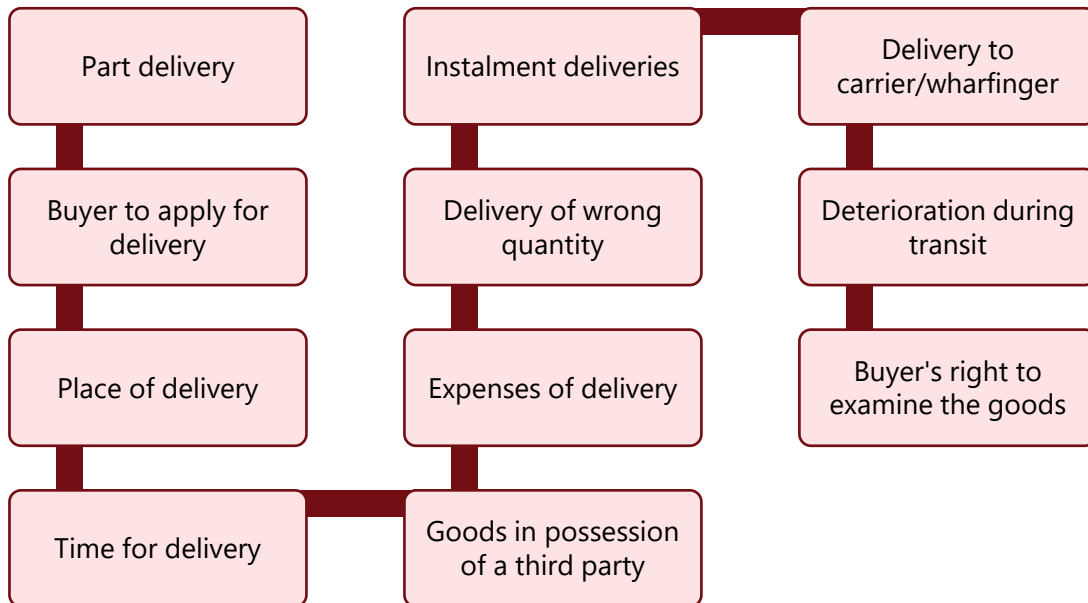 Part delivery
Buyer to apply for
delivery
Place of delivery
Time for delivery
Goods in possession
of a third party
Expenses of delivery
Delivery of wrong
quantity
Instalment deliveries
Delivery to
carrier/wharfinger
Deterioration during
transit
Buyer's right to
examine the goods